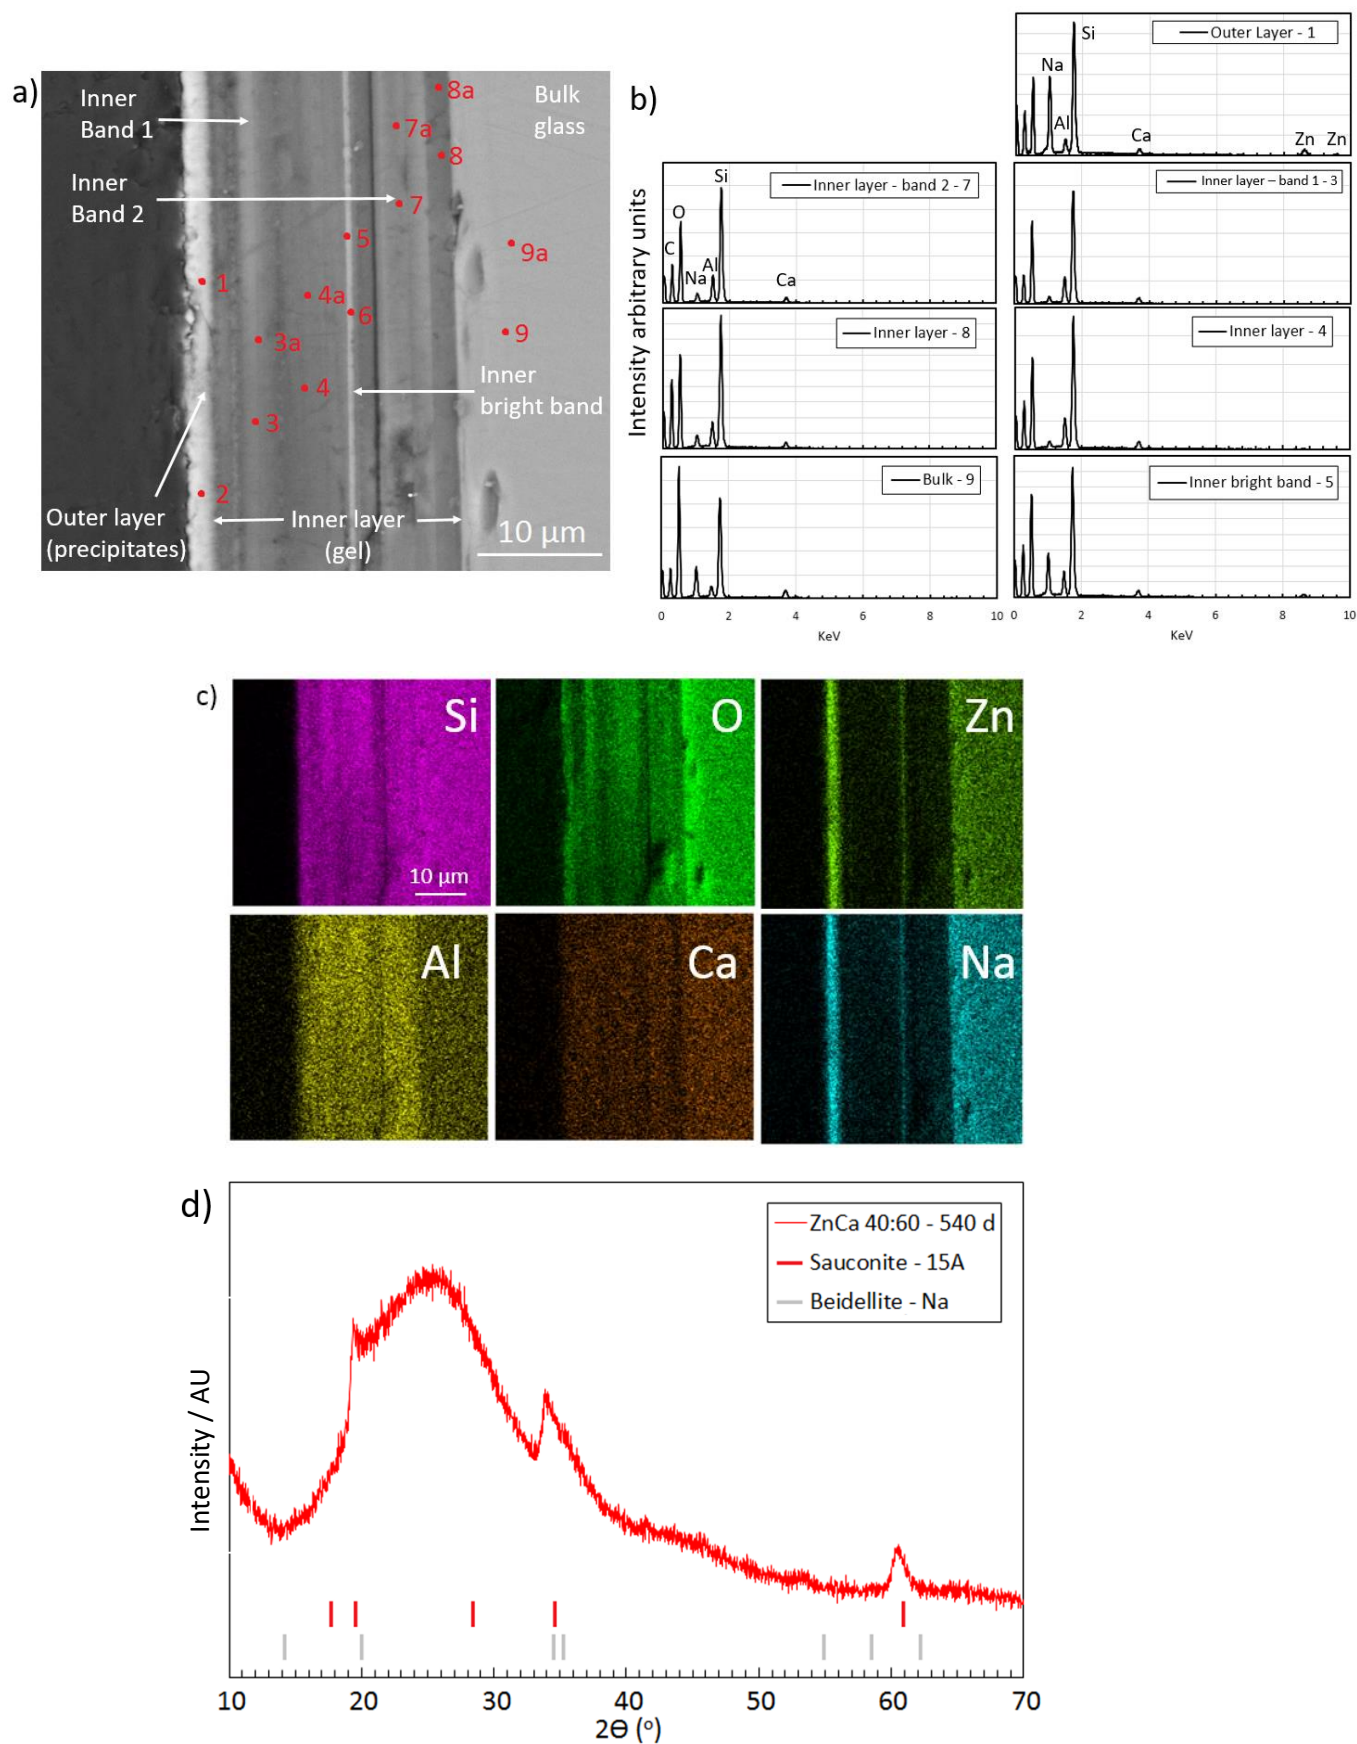 a)
Inner
Band 1
Inner
Band 2
8a
7a
8
7
5
9a
1
4a
6
9
3a
4
3
2
Bulk
glass
Inner
bright band
Outer layer
(precipitates)
Inner layer
(gel)
10 µm
b)
Intensity arbitrary units
Outer Layer - 1
Si
Na
Al
Ca
Zn
Zn
Inner layer - band 2 - 7
Si
O
C
Na
Al
Ca
Inner layer – band 1 - 3
Inner layer - 8
Inner layer - 4
Bulk - 9
Inner bright band - 5
0 2 4 6 8 10
KeV
0 2 4 6 8 10
KeV
c)
Si
10 µm
O
Zn
Al
Ca
Na
d)
Intensity / AU
ZnCa 40:60 - 540 d
Sauconite - 15A
Beidellite - Na
10 20 30 40 50 60 70
2Θ (°)